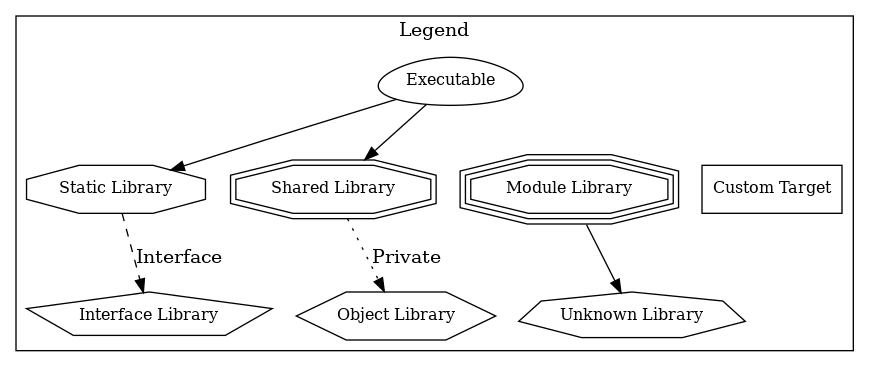 Legend
Executable
Static Library
Shared Library
Module Library
Custom Target
Interface
Private
Interface Library
Object Library
Unknown Library